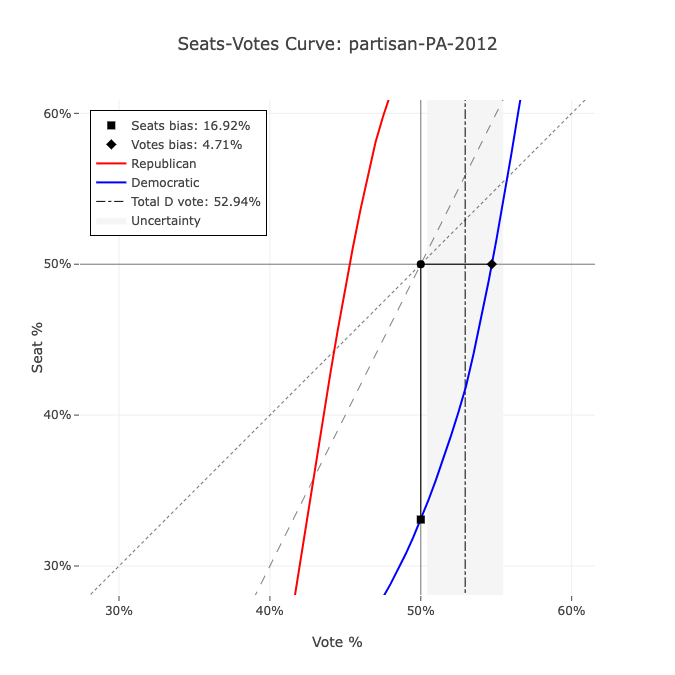 Seats-Votes Curve: partisan-PA-2012
60%
Seats bias: 16.92%
Votes bias: 4.71%
Republican
Democratic
Total D vote: 52.94%
Uncertainty
50%
Seat %
40%
30%
30%
40%
50%
60%
Vote %